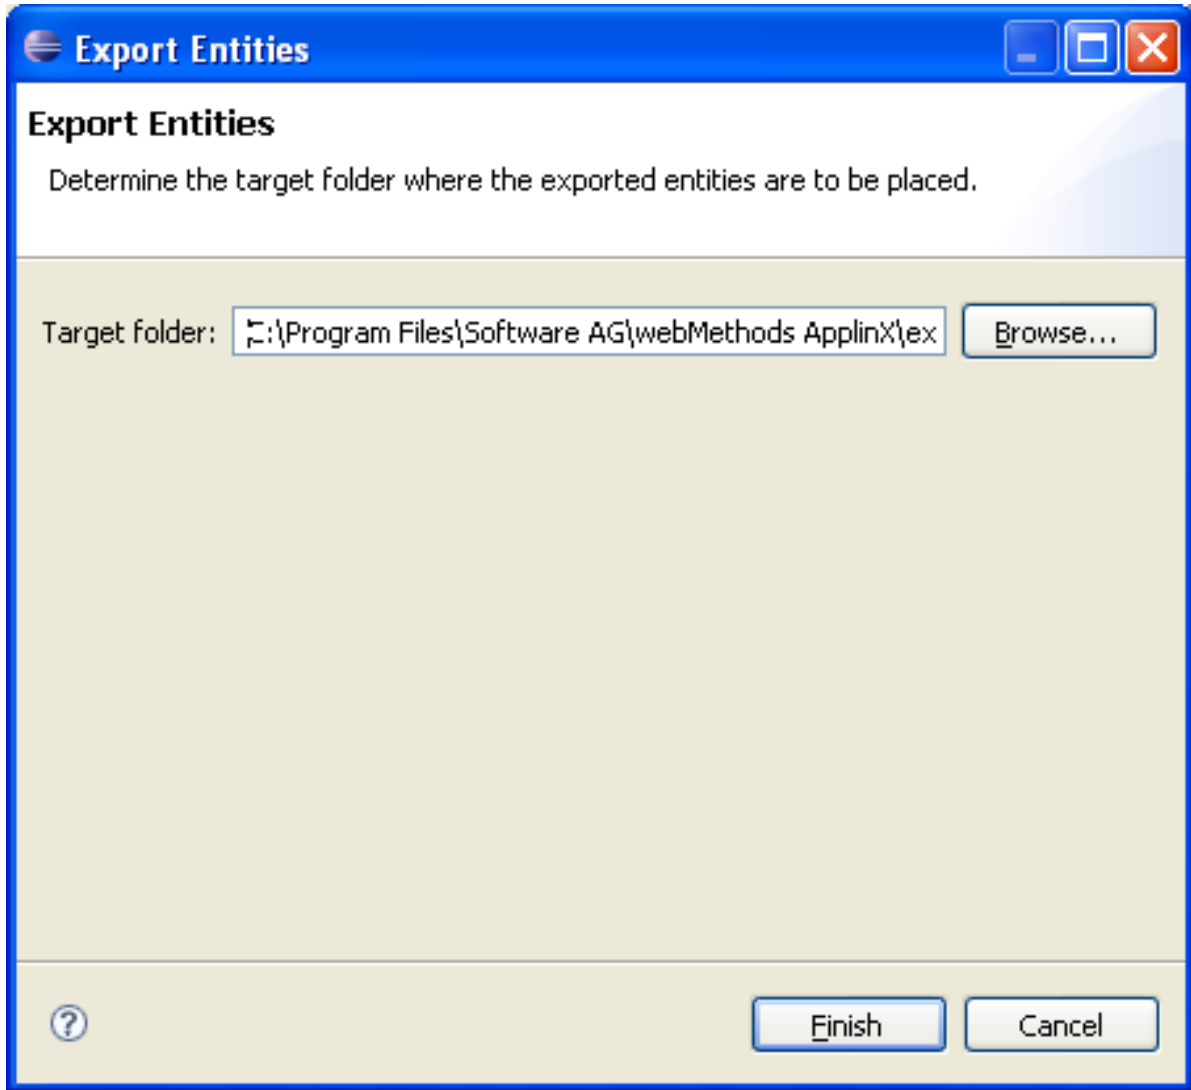 Export Entities
Export Entities
Determine the target folder where the exported entities are to be placed.
Target folder: C:\Program Files\Software AG\webMethods ApplinX\ex Browse...
?
Finish Cancel